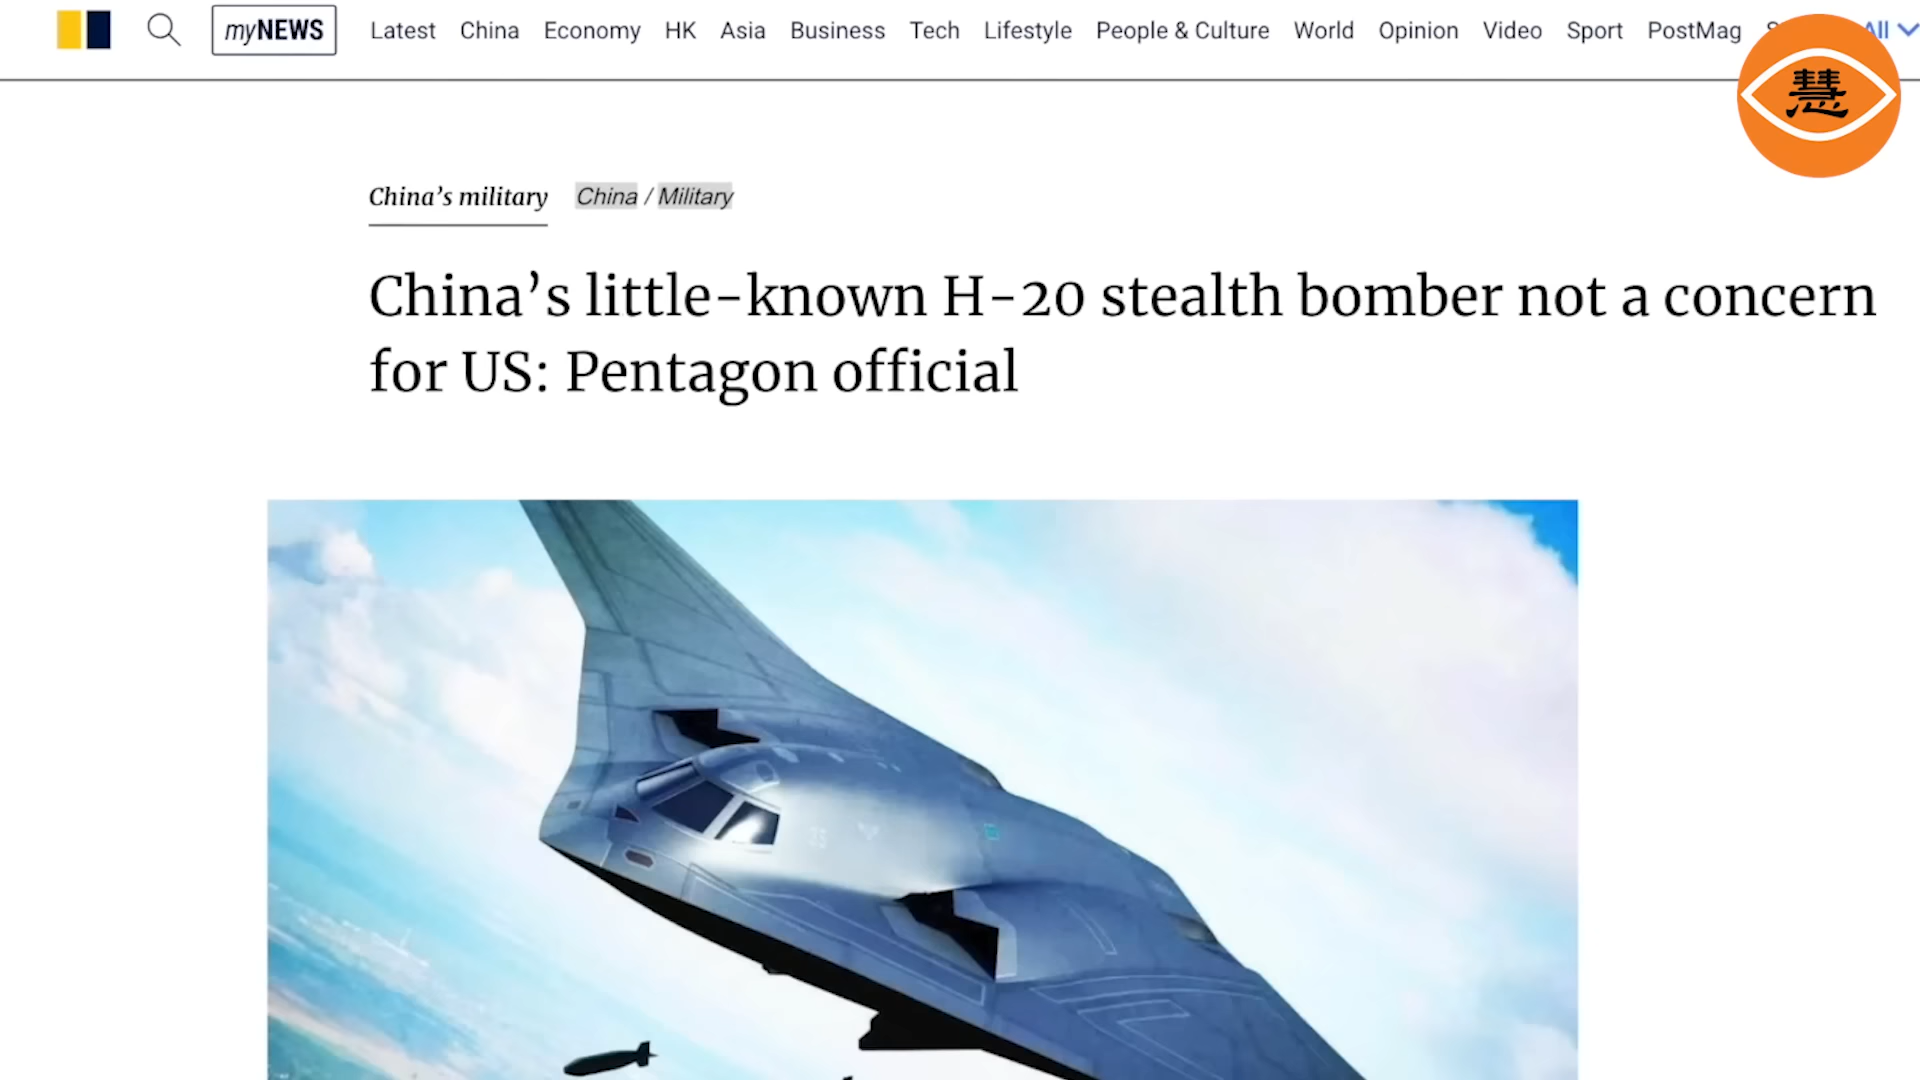 myNEWS Latest China Economy HK Asia Business Tech Lifestyle People & Culture World Opinion Video Sport PostMag All
慧
China’s military China / Military
China’s little-known H-20 stealth bomber not a concern
for US: Pentagon official